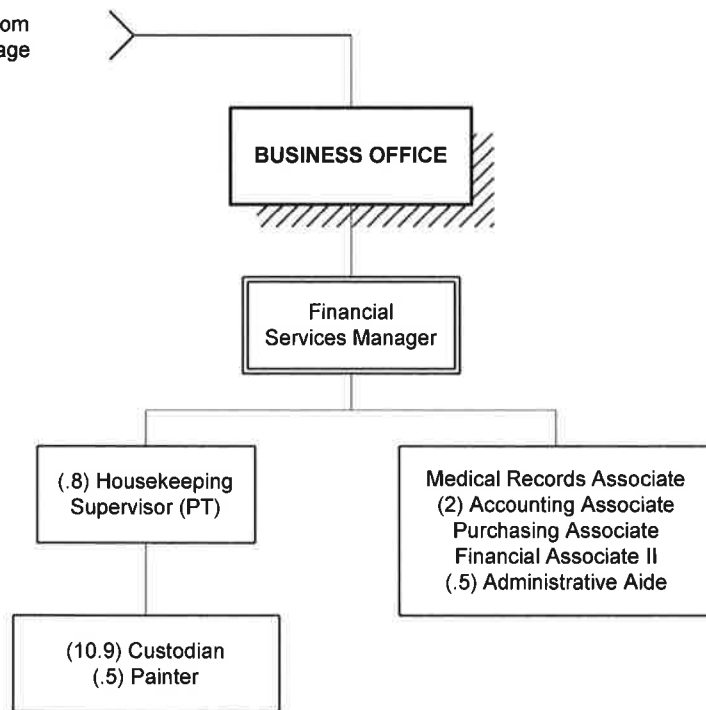 om
age
BUSINESS OFFICE
Financial
Services Manager
(.8) Housekeeping
Supervisor (PT)
Medical Records Associate
(2) Accounting Associate
Purchasing Associate
Financial Associate II
(.5) Administrative Aide
(10.9) Custodian
(.5) Painter